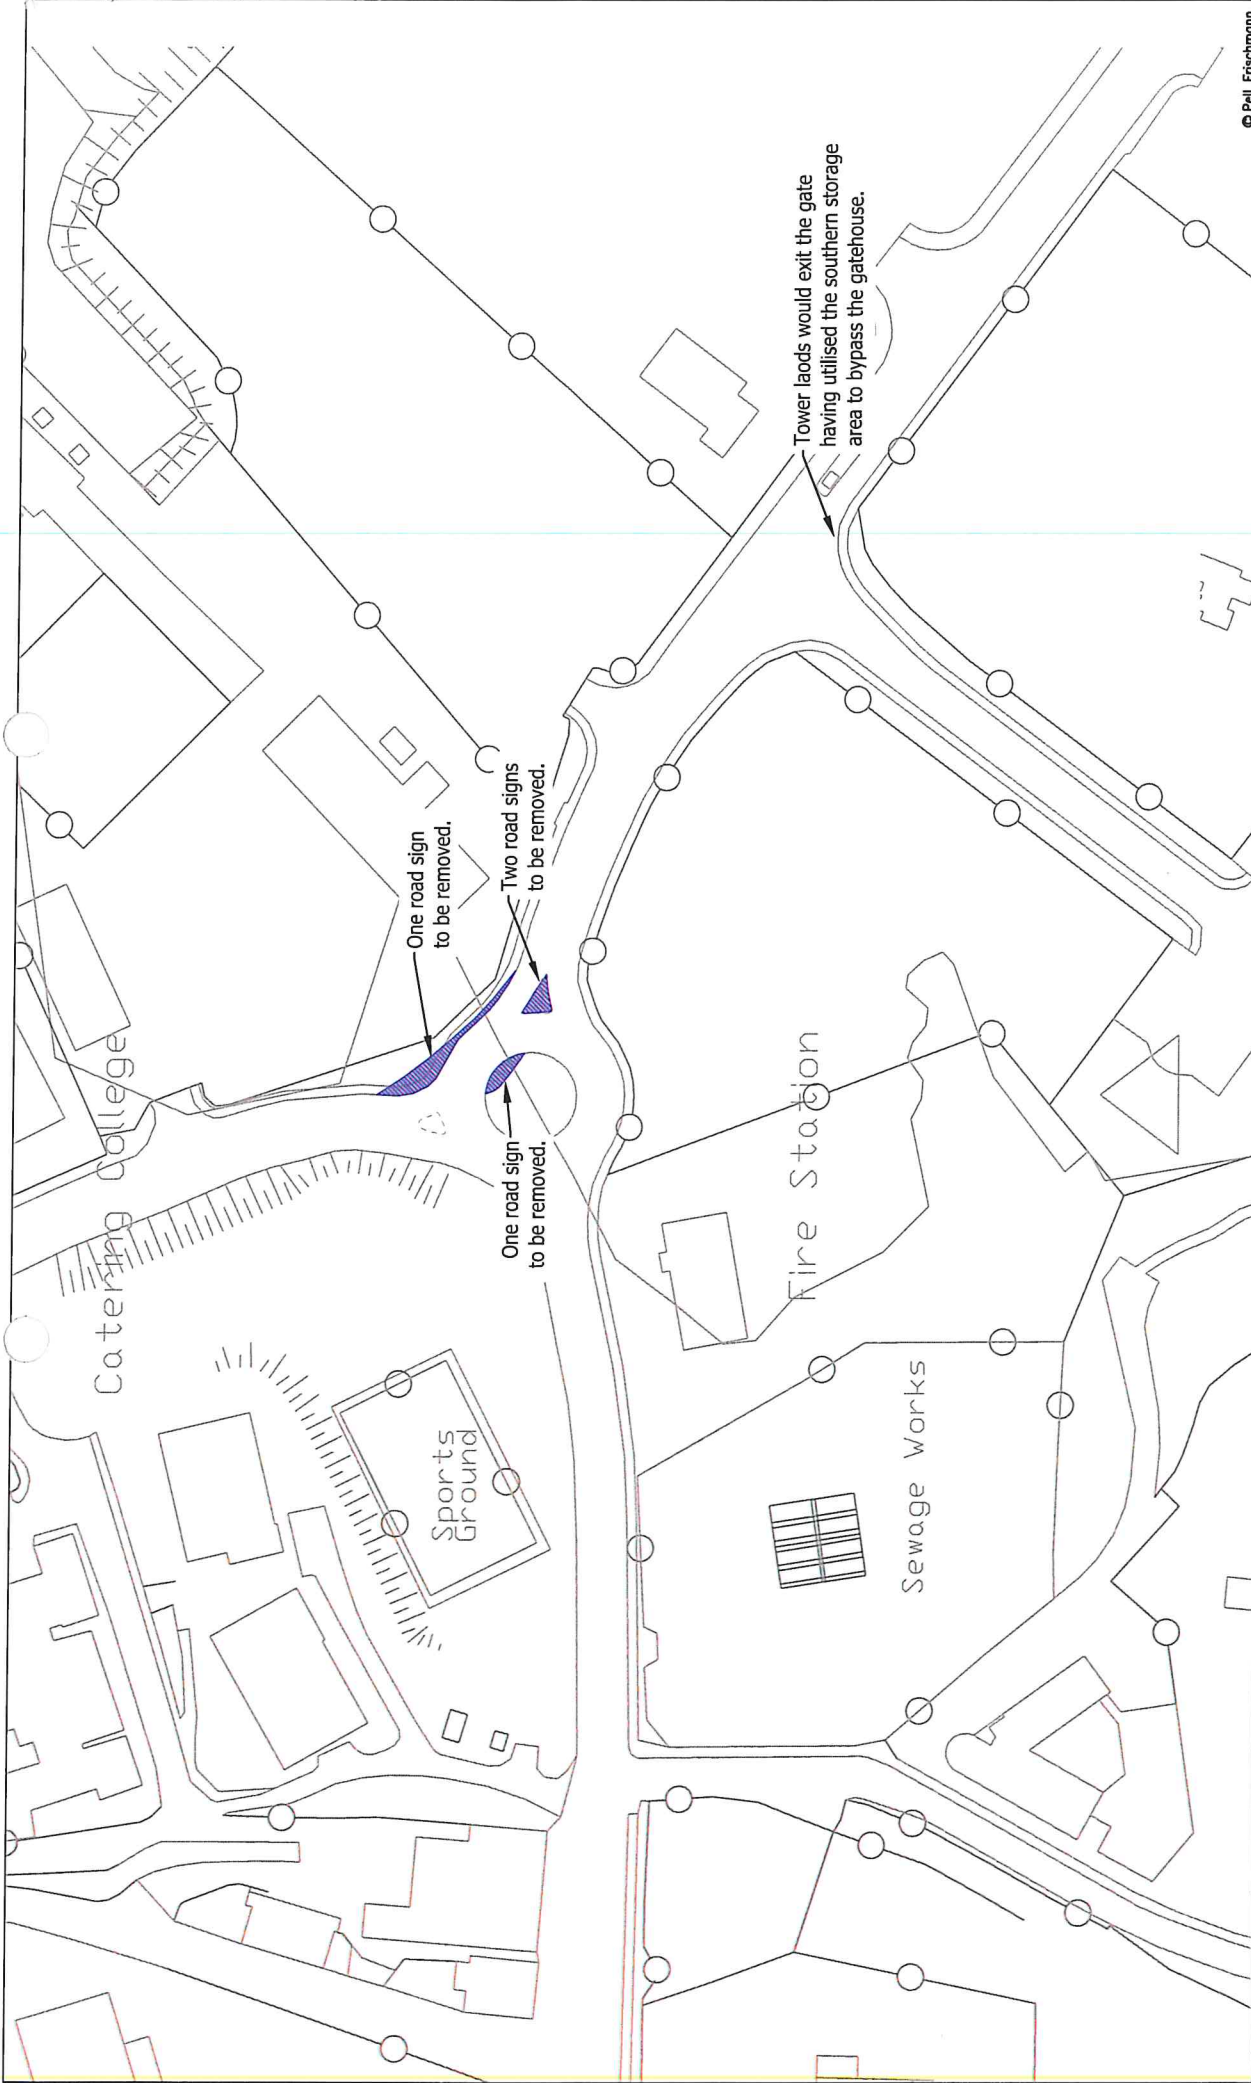 Catering College
One road sign
to be removed.
Two road signs
to be removed.
One road sign
to be removed.
Tower laods would exit the gate
having utilised the southern storage
area to bypass the gatehouse.
Sports
Ground
Fire Station
Sewage Works
© Pell Frischmann